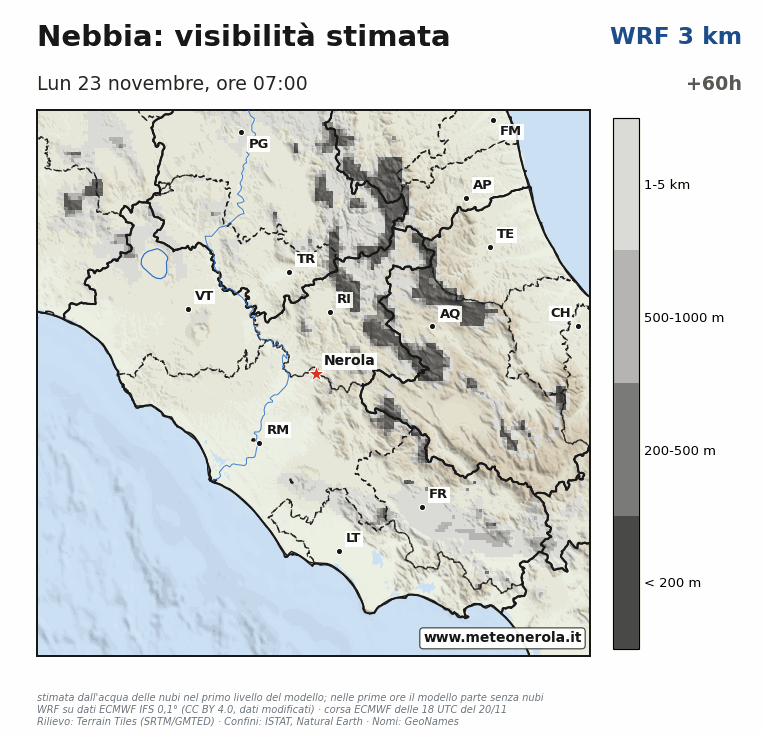 Nebbia: visibilità stimata
WRF 3 km
Lun 23 novembre, ore 07:00
+60h
FM
PG
AP
TE
TR
VT
RI
AQ
CH
Nerola
RM
FR
LT
www.meteonerola.it
1-5 km
500-1000 m
200-500 m
< 200 m
stimata dall'acqua delle nubi nel primo livello del modello; nelle prime ore il modello parte senza nubi
WRF su dati ECMWF IFS 0,1° (CC BY 4.0, dati modificati) · corsa ECMWF delle 18 UTC del 20/11
Rilievo: Terrain Tiles (SRTM/GMTED) · Confini: ISTAT, Natural Earth · Nomi: GeoNames